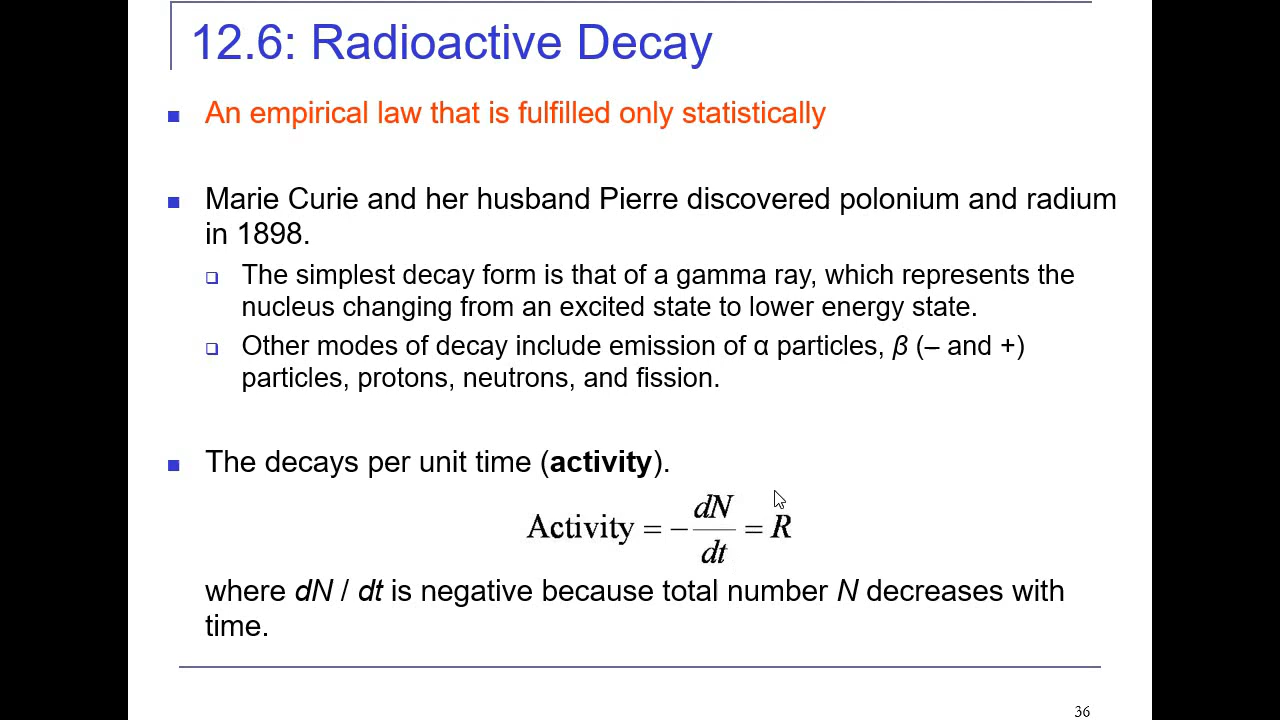 12.6: Radioactive Decay
An empirical law that is fulfilled only statistically
Marie Curie and her husband Pierre discovered polonium and radium
in 1898.
The simplest decay form is that of a gamma ray, which represents the
nucleus changing from an excited state to lower energy state.
Other modes of decay include emission of α particles, β (– and +)
particles, protons, neutrons, and fission.
The decays per unit time (activity).
Activity = − dN/dt = R
where dN / dt is negative because total number N decreases with
time.
36